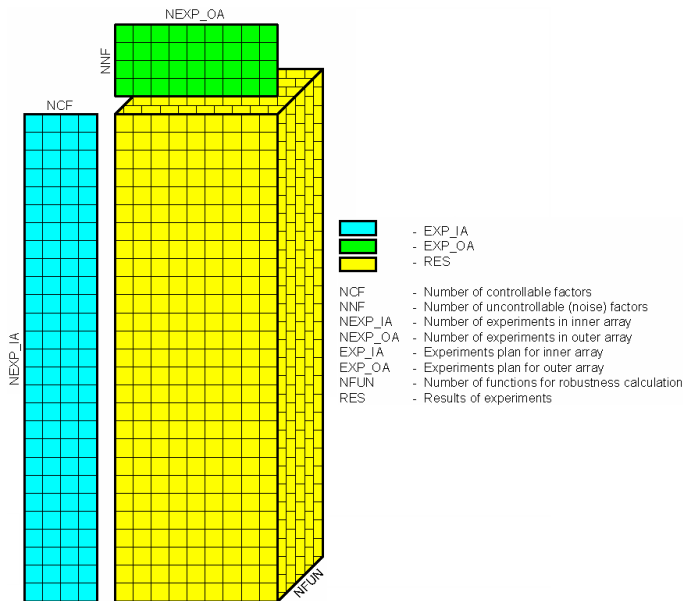 NEXP_OA
NNF
NCF
NEXP_IA
NFUN
- EXP_IA
- EXP_OA
- RES
NCF - Number of controllable factors
NNF - Number of uncontrollable (noise) factors
NEXP_IA - Number of experiments in inner array
NEXP_OA - Number of experiments in outer array
EXP_IA - Experiments plan for inner array
EXP_OA - Experiments plan for outer array
NFUN - Number of functions for robustness calculation
RES - Results of experiments